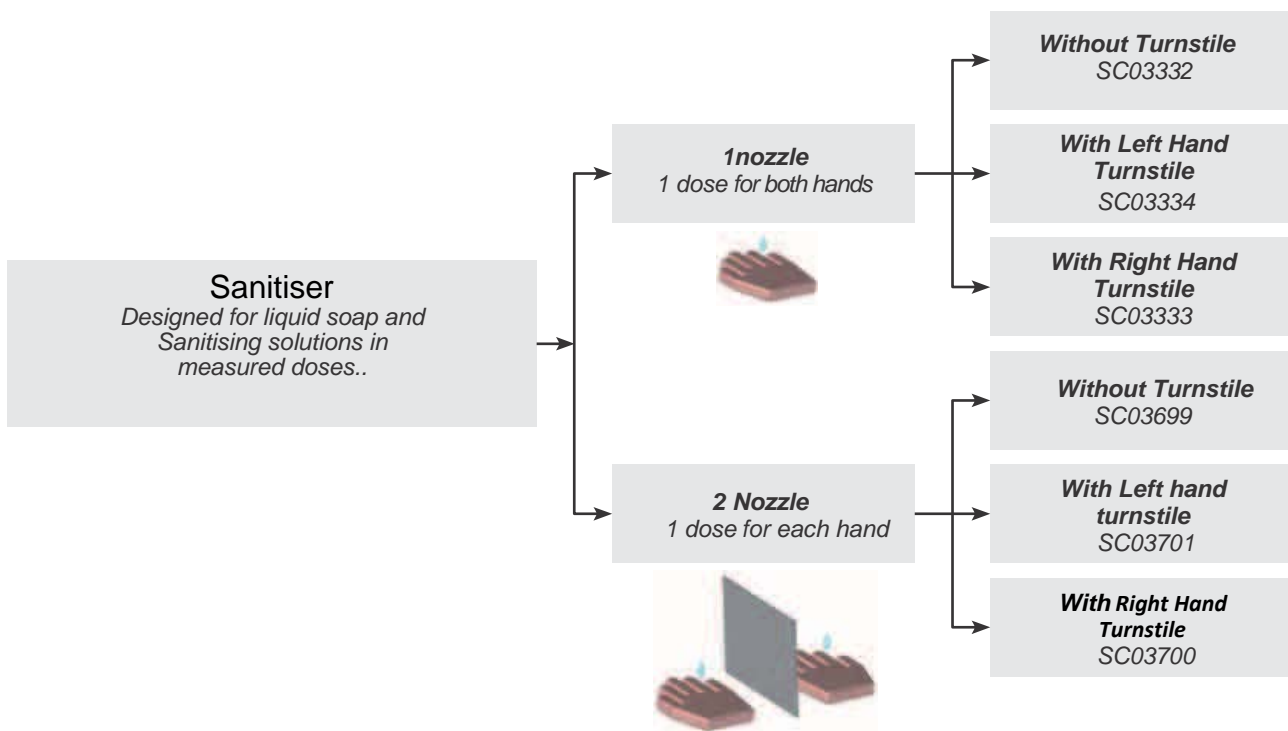 Sanitiser
Designed for liquid soap and
Sanitising solutions in
measured doses..
1nozzle
1 dose for both hands
Without Turnstile
SC03332
With Left Hand
Turnstile
SC03334
With Right Hand
Turnstile
SC03333
2 Nozzle
1 dose for each hand
Without Turnstile
SC03699
With Left hand
turnstile
SC03701
With Right Hand
Turnstile
SC03700